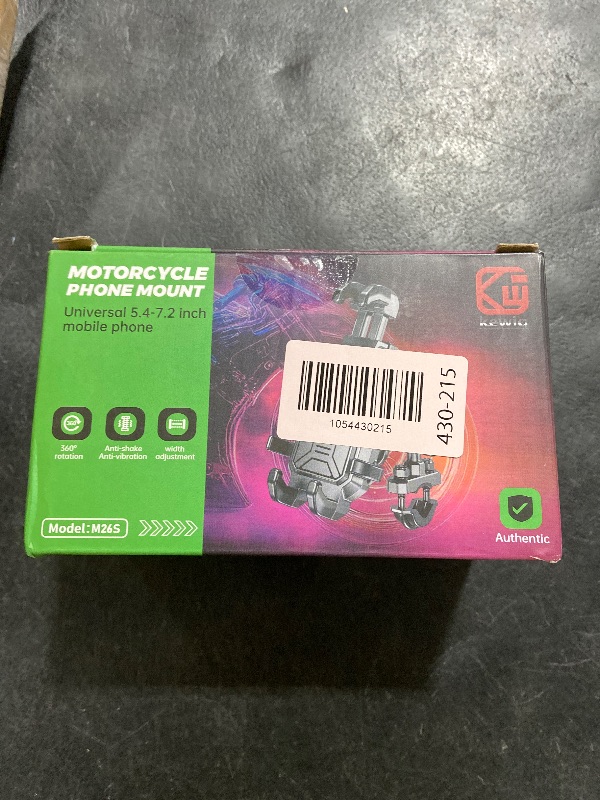 MOTORCYCLE
PHONE MOUNT
Universal 5.4-7.2 inch
mobile phone
360°
360°
rotation
Anti-shake
Anti-vibration
width
adjustment
Model:M26S
1054430215
430-215
Authentic